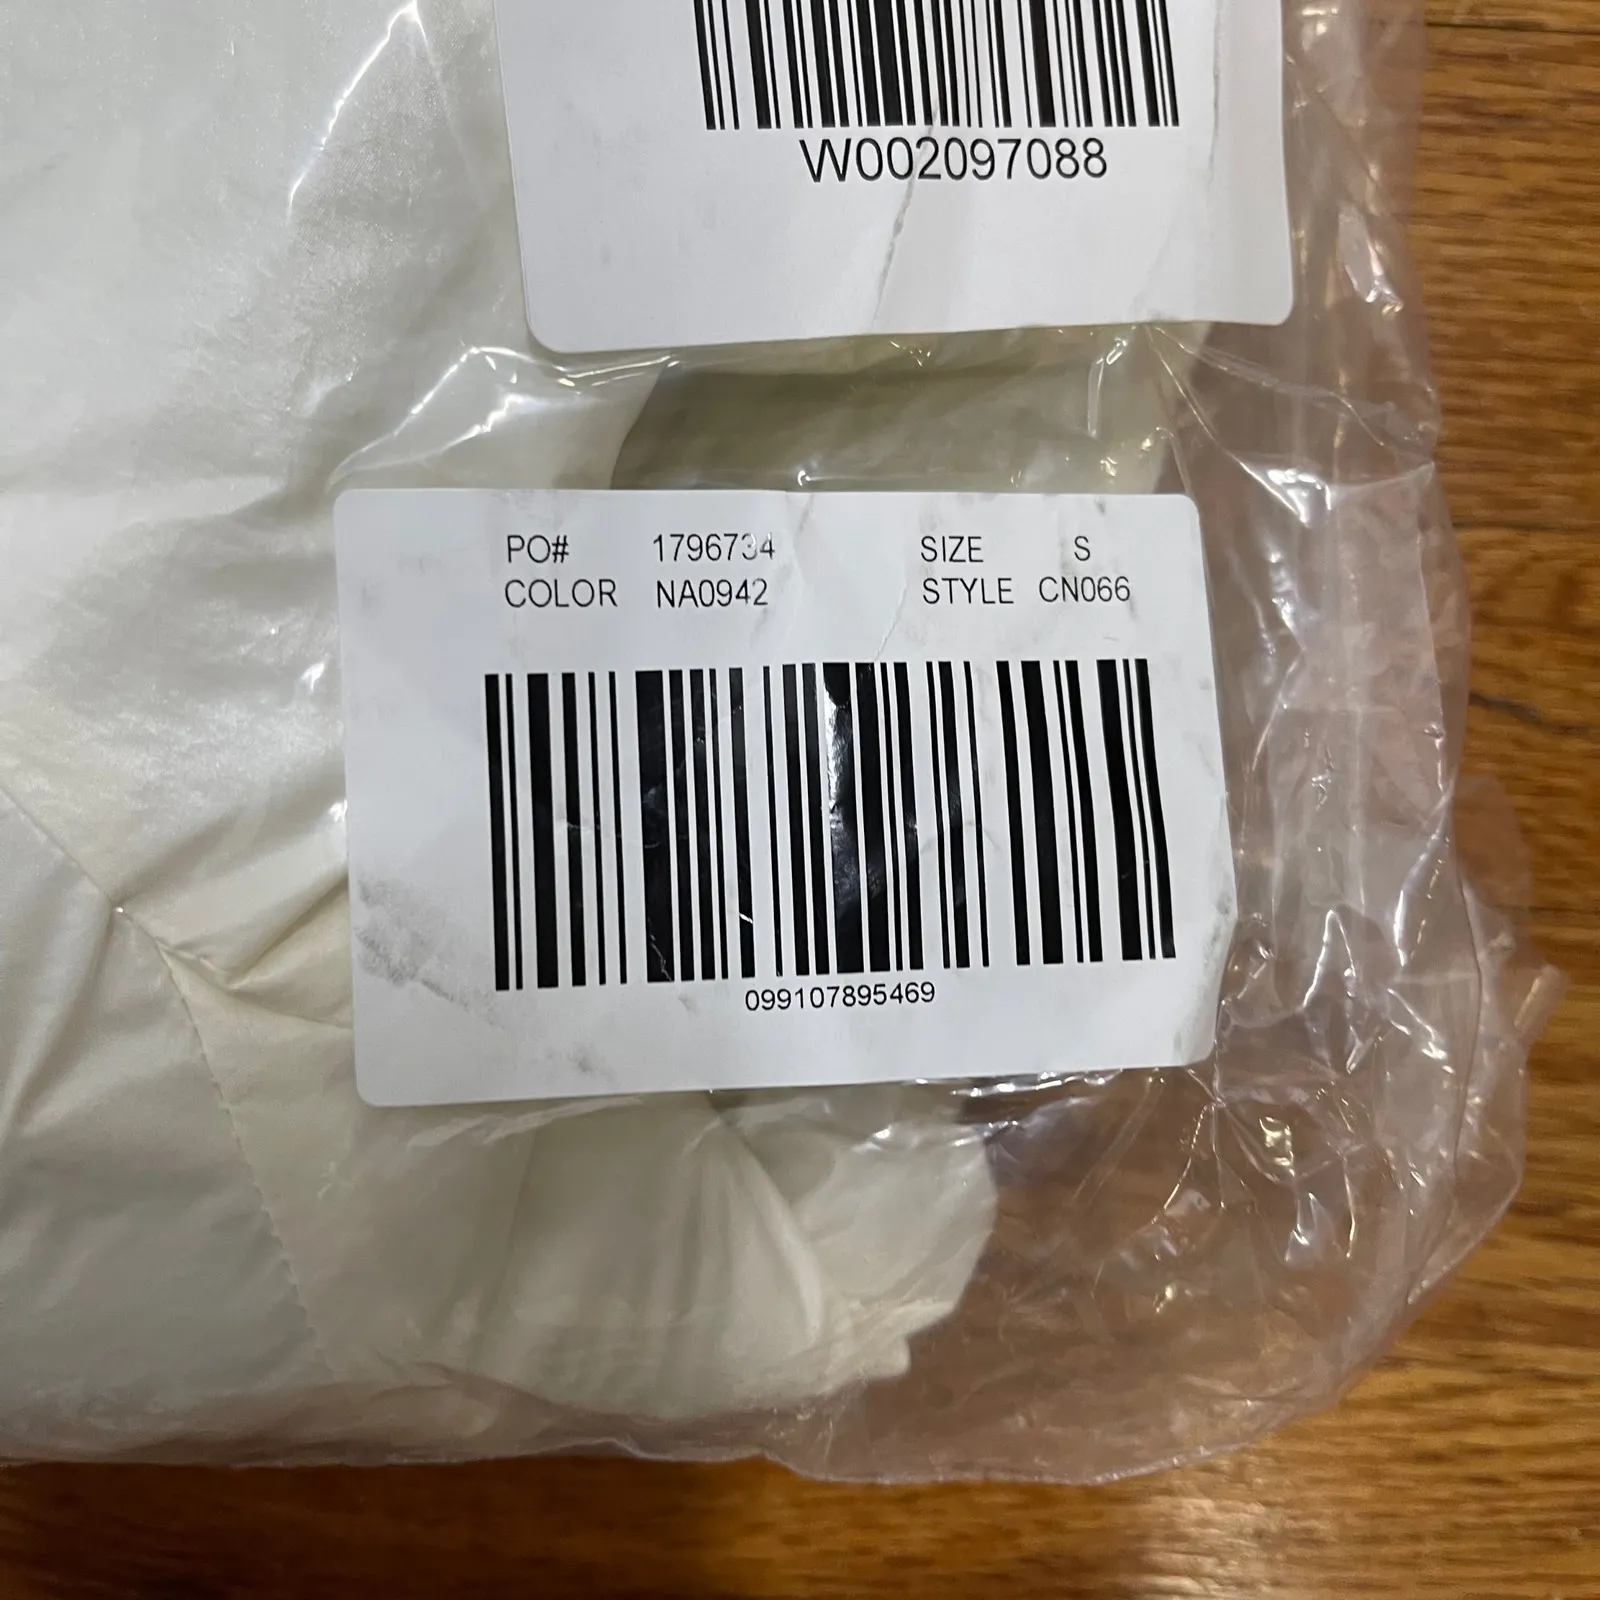 W002097088
PO# 1796734 SIZE S
COLOR NA0942 STYLE CN066
099107895469